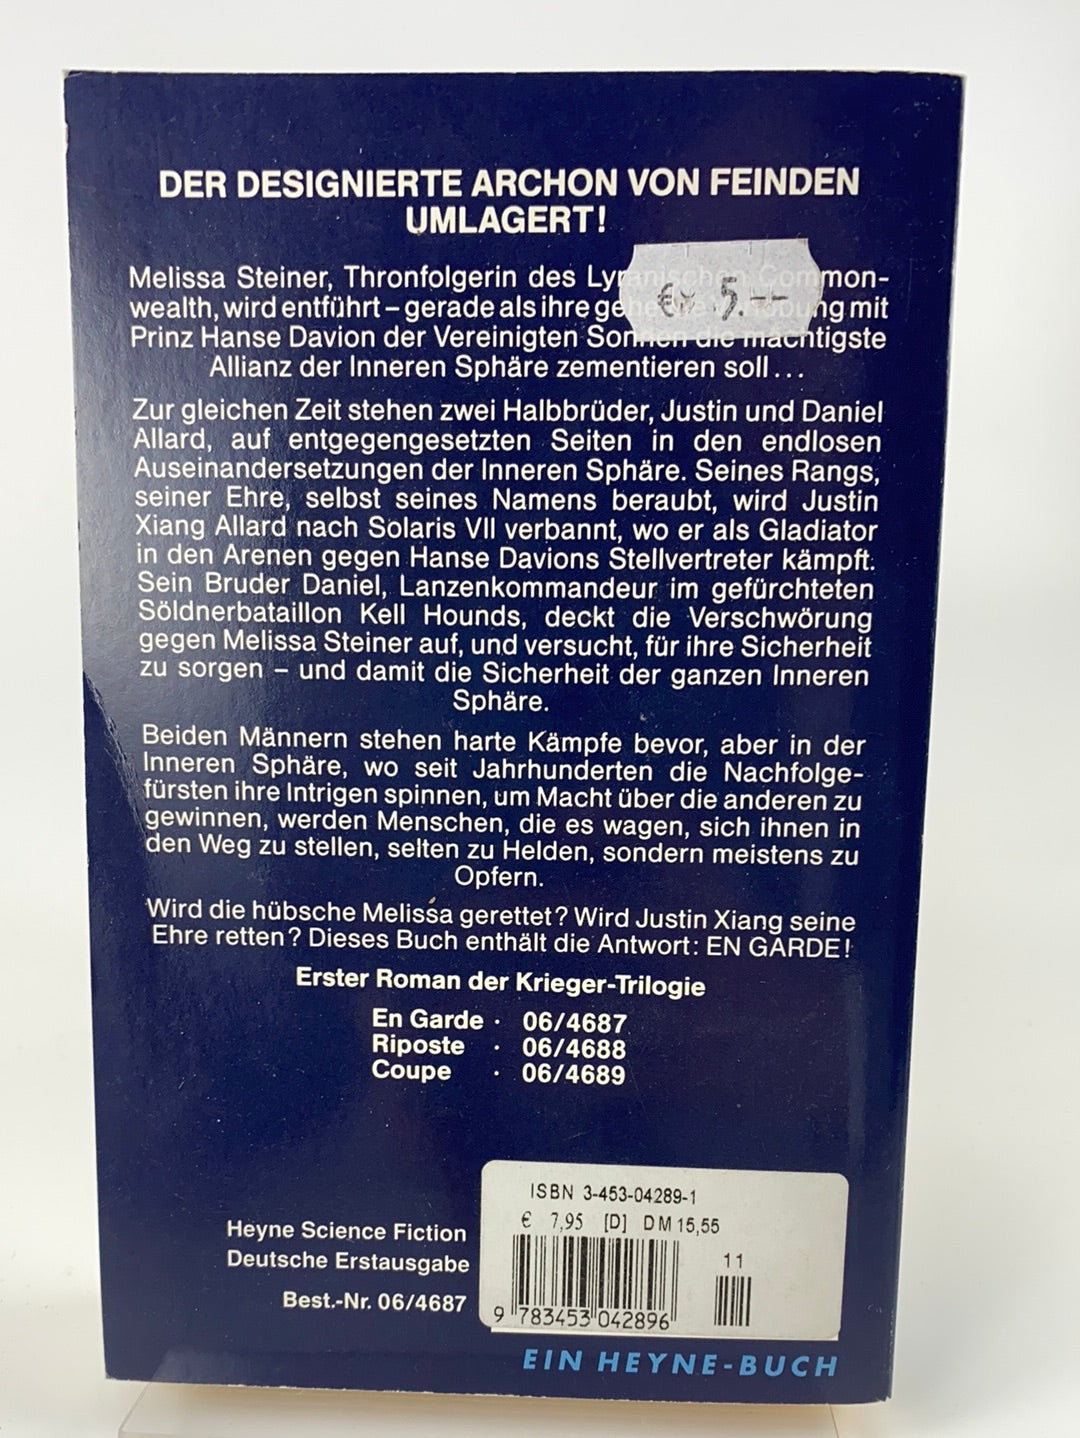 DER DESIGNIERTE ARCHON VON FEINDEN
UMLAGERT!
Melissa Steiner, Thronfolgerin des Lyranischen Common-
wealth, wird entführt – gerade als ihre geheime Verlobung mit
Prinz Hanse Davion der Vereinigten Sonnen die mächtigste
Allianz der Inneren Sphäre zementieren soll...
€ 5.--
Zur gleichen Zeit stehen zwei Halbbrüder, Justin und Daniel
Allard, auf entgegengesetzten Seiten in den endlosen
Auseinandersetzungen der Inneren Sphäre. Seines Rangs,
seiner Ehre, selbst seines Namens beraubt, wird Justin
Xiang Allard nach Solaris VII verbannt, wo er als Gladiator
in den Arenen gegen Hanse Davions Stellvertreter kämpft.
Sein Bruder Daniel, Lanzenkommandeur im gefürchteten
Söldnerbataillon Kell Hounds, deckt die Verschwörung
gegen Melissa Steiner auf, und versucht, für ihre Sicherheit
zu sorgen – und damit die Sicherheit der ganzen Inneren
Sphäre.
Beiden Männern stehen harte Kämpfe bevor, aber in der
Inneren Sphäre, wo seit Jahrhunderten die Nachfolge-
fürsten ihre Intrigen spinnen, um Macht über die anderen zu
gewinnen, werden Menschen, die es wagen, sich ihnen in
den Weg zu stellen, selten zu Helden, sondern meistens zu
Opfern.
Wird die hübsche Melissa gerettet? Wird Justin Xiang seine
Ehre retten? Dieses Buch enthält die Antwort: EN GARDE!
Erster Roman der Krieger-Trilogie
En Garde · 06/4687
Riposte · 06/4688
Coupe · 06/4689
ISBN 3-453-04289-1
€ 7,95 [D] DM 15,55
11
9 783453 042896
Heyne Science Fiction
Deutsche Erstausgabe
Best.-Nr. 06/4687
EIN HEYNE-BUCH